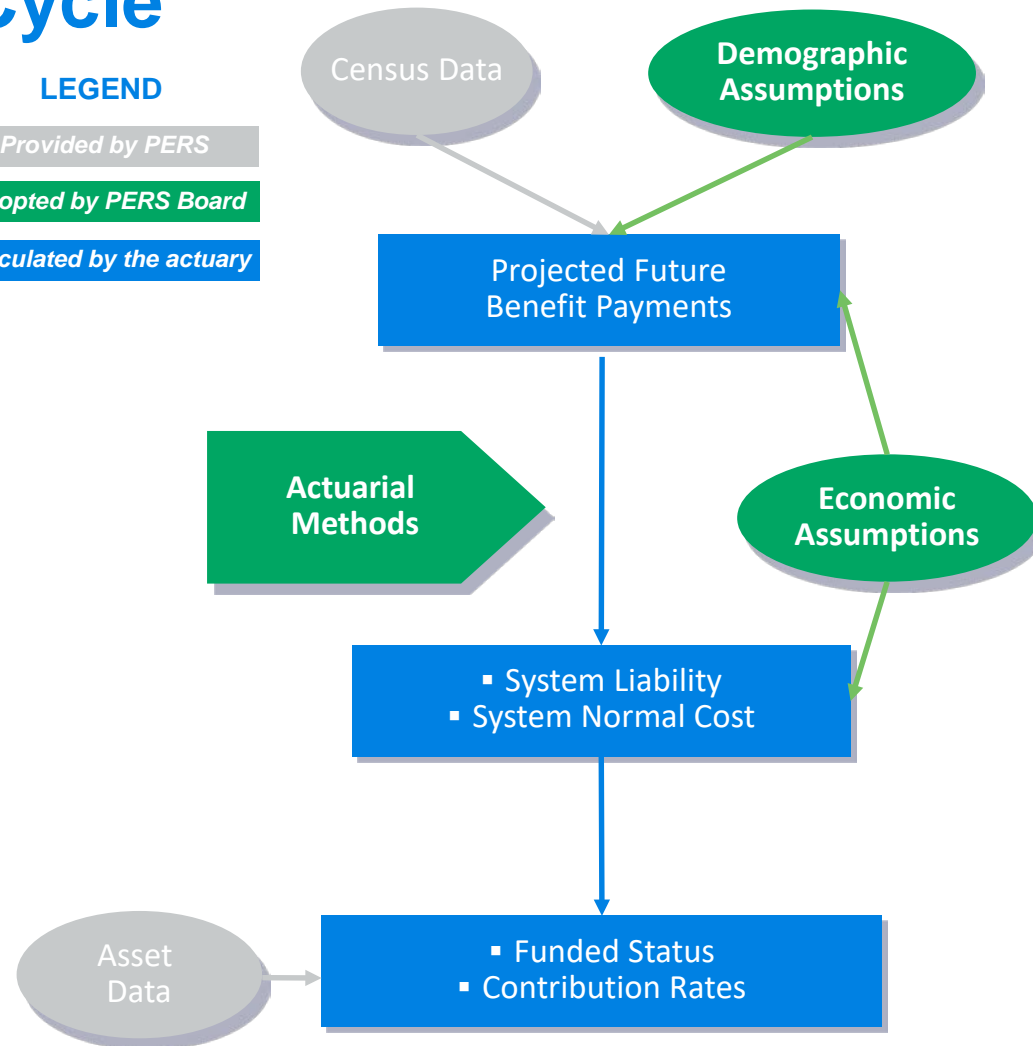 Cycle
LEGEND
Provided by PERS
opted by PERS Board
culated by the actuary
Census Data
Demographic
Assumptions
Projected Future
Benefit Payments
Actuarial
Methods
Economic
Assumptions
▪ System Liability
▪ System Normal Cost
Asset
Data
▪ Funded Status
▪ Contribution Rates